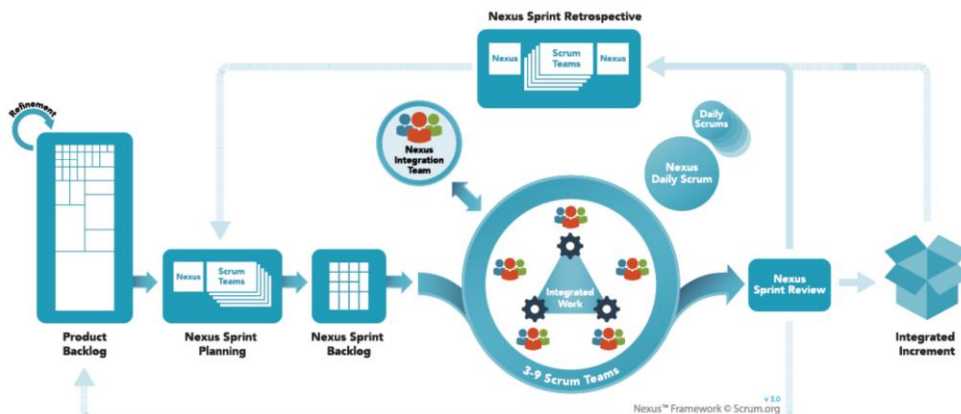 Nexus Sprint Retrospective
Nexus
Scrum
Teams
Nexus
Refinement
Nexus
Integration
Team
Daily
Scrums
Nexus
Daily Scrum
Nexus
Scrum
Teams
Integrated
Work
Nexus
Sprint Review
Product
Backlog
Nexus Sprint
Planning
Nexus Sprint
Backlog
3-9 Scrum Teams
Integrated
Increment
v 3.0
Nexus™ Framework © Scrum.org